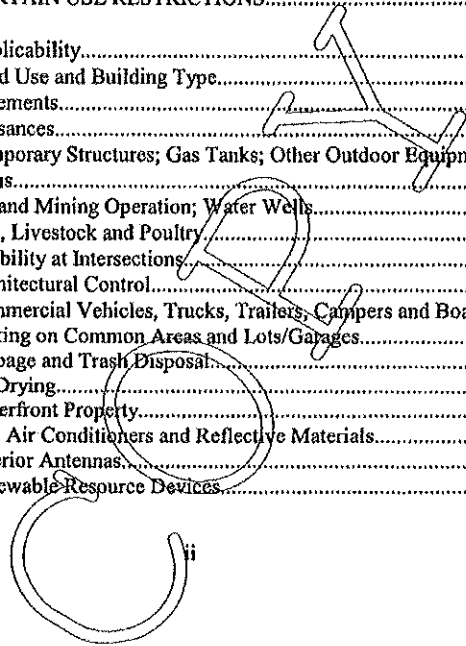 TAIN USE RESTRICTIONS
plicability
d Use and Building Type
ements
sances
porary Structures; Gas Tanks; Other Outdoor Equipn
s
and Mining Operation; Water Wells
, Livestock and Poultry
bility at Intersections
hitectural Control
mmercial Vehicles, Trucks, Trailers, Campers and Boa
ting on Common Areas and Lots/Garages
bage and Trash Disposal
Drying
erfront Property
Air Conditioners and Reflective Materials
rior Antennas
ewable Resource Devices
ii
COPY